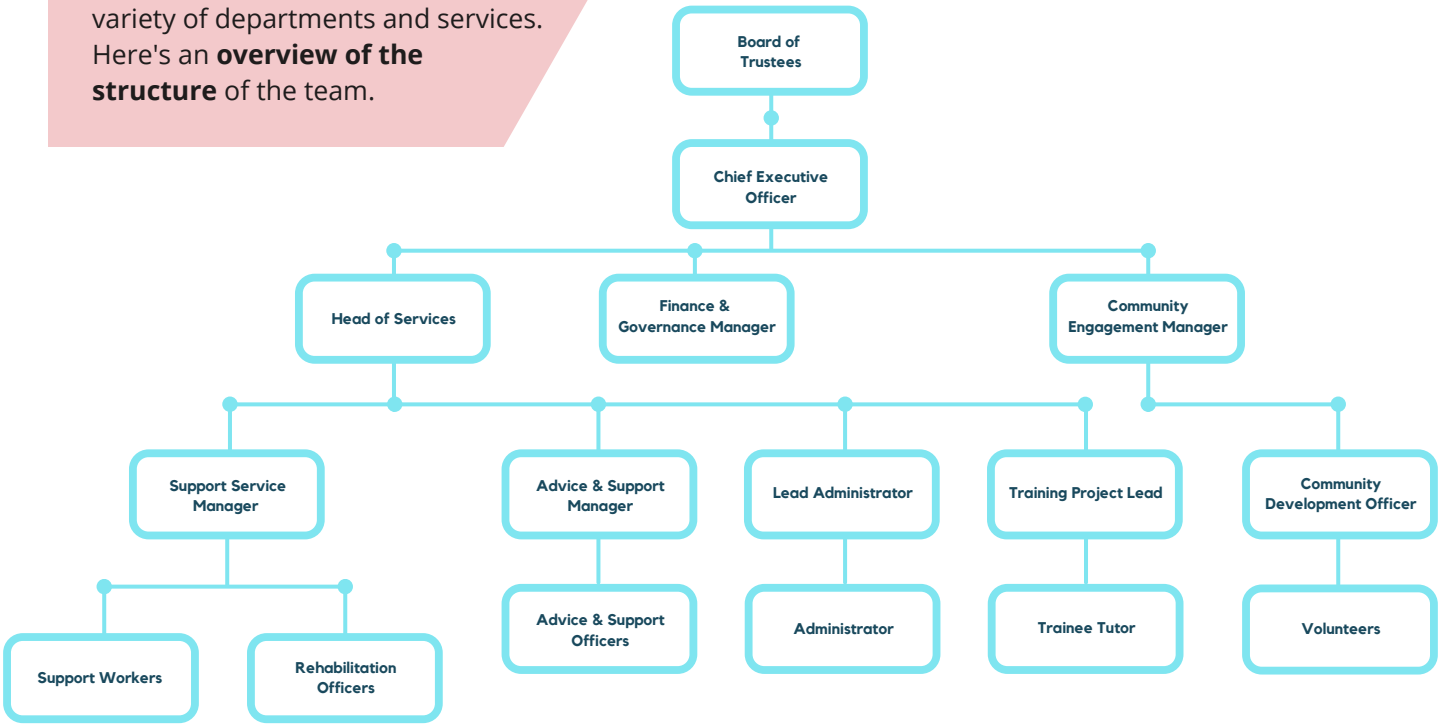 variety of departments and services.
Here's an overview of the
structure of the team.
Board of
Trustees
Chief Executive
Officer
Head of Services
Finance &
Governance Manager
Community
Engagement Manager
Support Service
Manager
Advice & Support
Manager
Lead Administrator
Training Project Lead
Community
Development Officer
Advice & Support
Officers
Administrator
Trainee Tutor
Volunteers
Support Workers
Rehabilitation
Officers